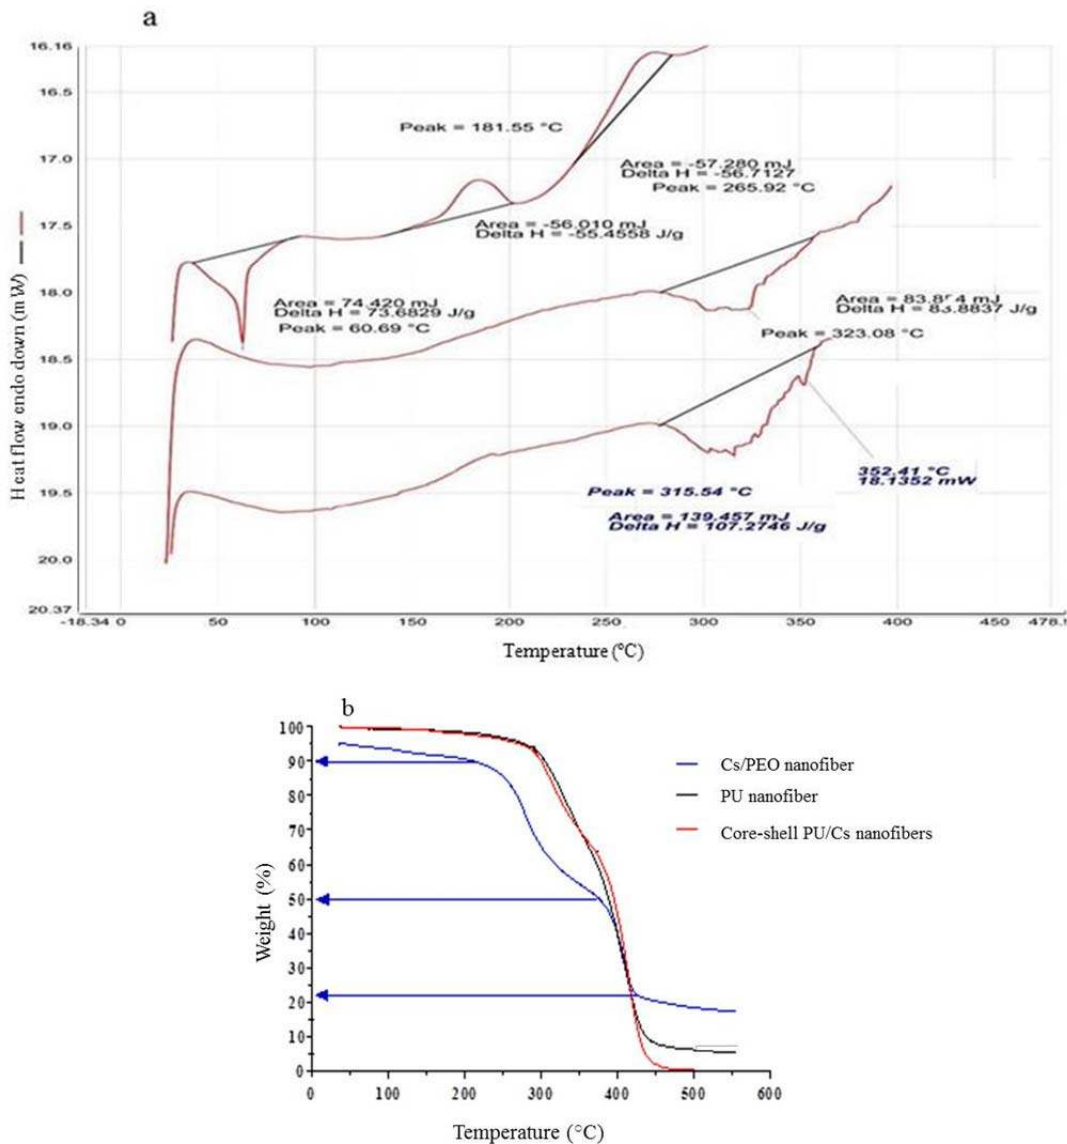 a
16.16
16.5
17.0
17.5
18.0
18.5
19.0
19.5
20.0
20.37
Heat flow endo down (mW)
Peak = 181.55 °C
Area = -57.280 mJ
Delta H = -56.7127
Peak = 265.92 °C
Area = -56.010 mJ
Delta H = -55.4558 J/g
Area = 74.420 mJ
Delta H = 73.6829 J/g
Peak = 60.69 °C
Delta H = 83.8837 J/g
Peak = 323.08 °C
352.41 °C
18.1352 mW
Peak = 315.54 °C
Area = 139.457 mJ
Delta H = 107.2746 J/g
-18.34 0 50 100 150 200 250 300 350 400 450 478.9
Temperature (°C)
b
100
90
80
70
60
50
40
30
20
10
0
Weight (%)
Cs/PEO nanofiber
PU nanofiber
Core-shell PU/Cs nanofibers
0 100 200 300 400 500 600
Temperature (°C)